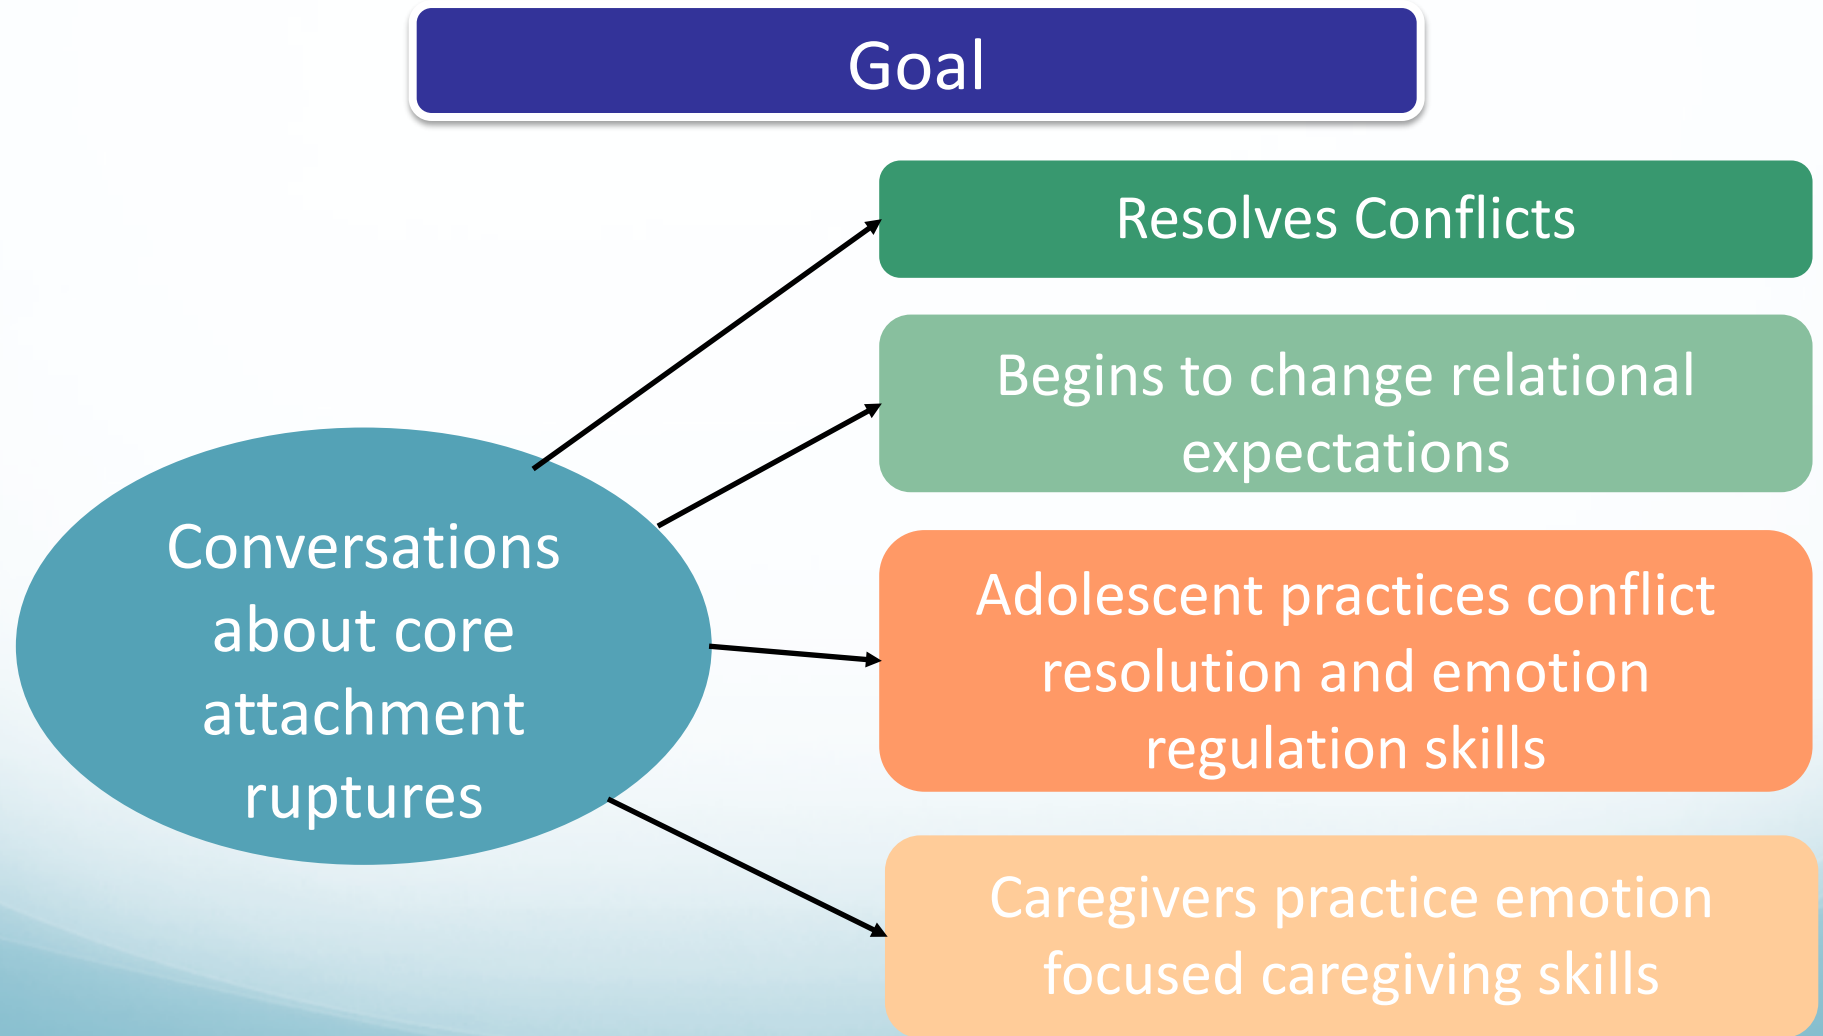 Goal
Resolves Conflicts
Begins to change relational
expectations
Conversations
about core
attachment
ruptures
Adolescent practices conflict
resolution and emotion
regulation skills
Caregivers practice emotion
focused caregiving skills